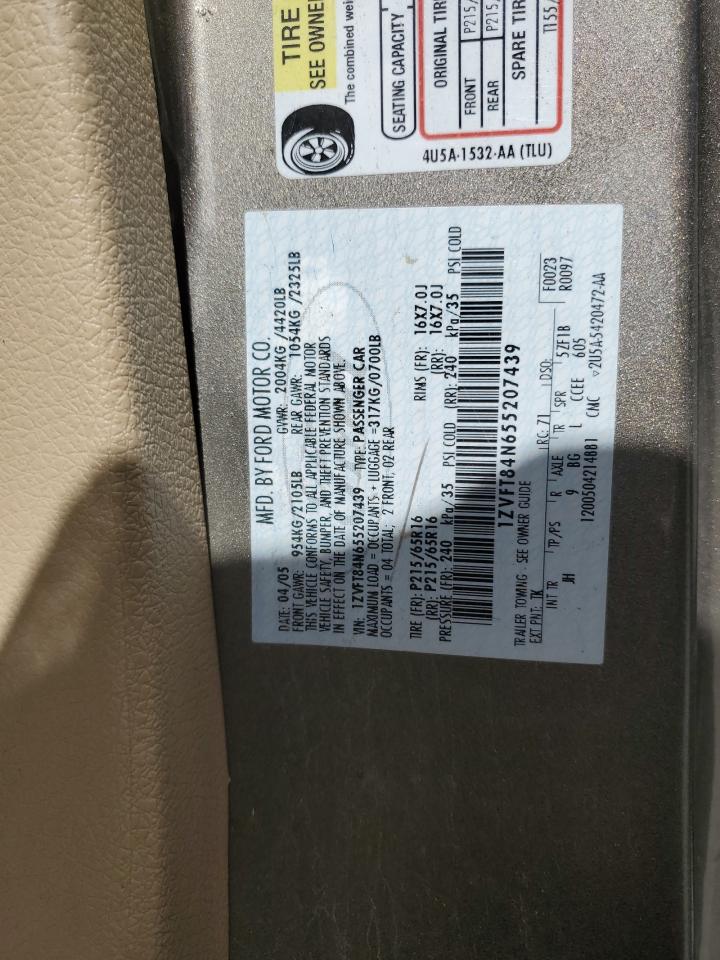 MFD. BY FORD MOTOR CO.
DATE: 04/05 GVWR: 2004KG /4420LB
FRONT GAWR: 954KG/2105LB REAR GAWR: 1054KG /2325LB
THIS VEHICLE CONFORMS TO ALL APPLICABLE FEDERAL MOTOR
VEHICLE SAFETY, BUMPER, AND THEFT PREVENTION STANDARDS
IN EFFECT ON THE DATE OF MANUFACTURE SHOWN ABOVE.
VIN: 1ZVFT84N655207439 TYPE: PASSENGER CAR
MAXIMUM LOAD = OCCUPANTS + LUGGAGE =317KG/0700LB
OCCUPANTS = 04 TOTAL; 2 FRONT, 02 REAR
TIRE (FR): P215/65R16 RIMS (FR): 16X7.0J
(RR): P215/65R16 (RR): 16X7.0J
PRESSURE (FR): 240 kPa/35 PSI COLD (RR): 240 kPa/35 PSI COLD
1ZVFT84N655207439
TRAILER TOWING - SEE OWNER GUIDE
EXT PNT: TK RC: 71 DSO: F0023
R0097
INT TR TP/PS R AXLE TR SPR 5ZF1B
JH 9 BG L CCEE 605
1200504214BB1 CMC ▽2U5A-5420472-AA
TIRE
SEE OWNER
The combined wei
SEATING CAPACITY
ORIGINAL TIR
FRONT P215/
REAR P215/
SPARE TIR
T155/
4U5A-1532-AA (TLU)